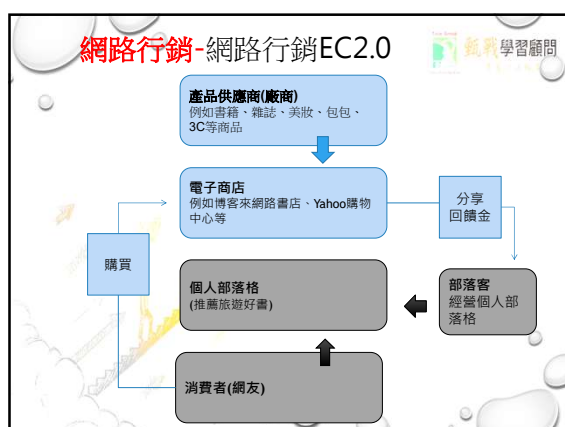 網路行銷-網路行銷EC2.0
甄戰學習顧問
產品供應商(廠商)
例如書籍、雜誌、美妝、包包、
3C等商品
電子商店
例如博客來網路書店、Yahoo購物
中心等
分享
回饋金
購買
個人部落格
(推薦旅遊好書)
部落客
經營個人部
落格
消費者(網友)